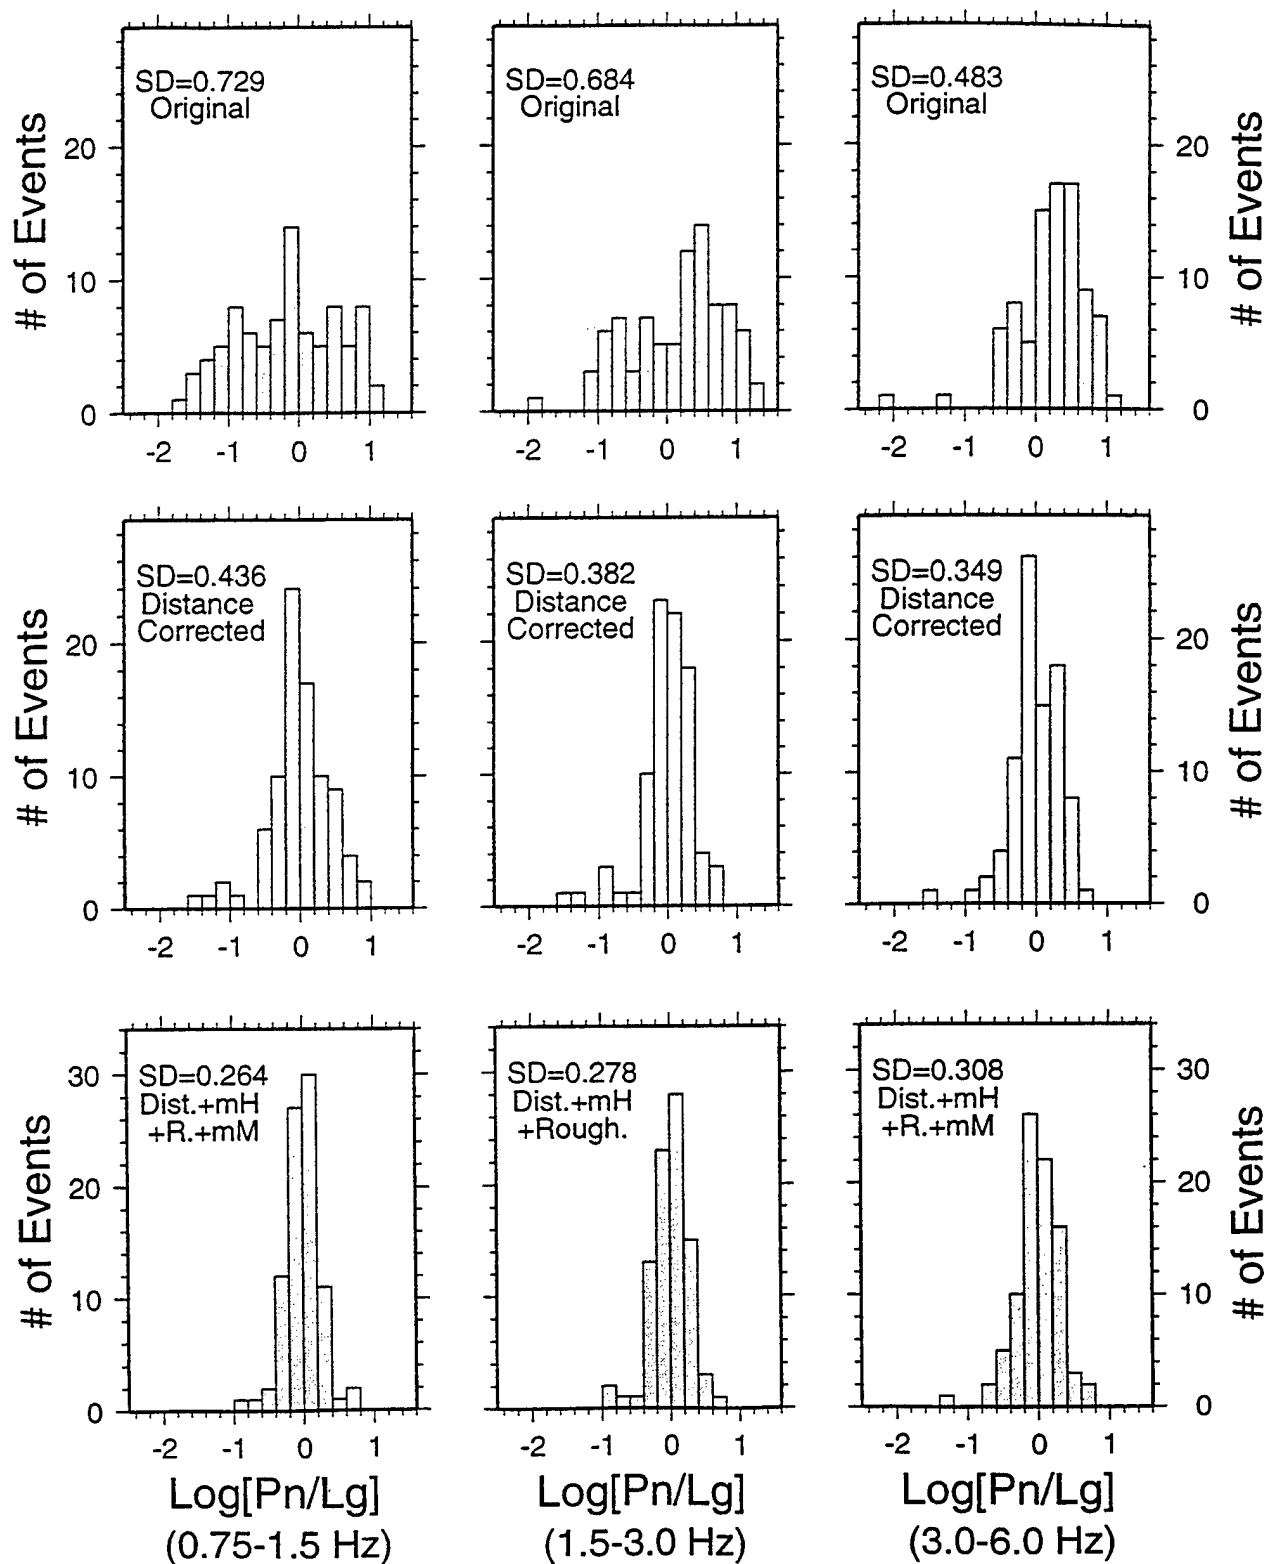 SD=0.729
Original
SD=0.684
Original
SD=0.483
Original
# of Events
20
10
0
20
10
0
# of Events
-2 -1 0 1
-2 -1 0 1
-2 -1 0 1
SD=0.436
Distance
Corrected
SD=0.382
Distance
Corrected
SD=0.349
Distance
Corrected
# of Events
20
10
0
20
10
0
# of Events
-2 -1 0 1
-2 -1 0 1
-2 -1 0 1
SD=0.264
Dist.+mH
+R.+mM
SD=0.278
Dist.+mH
+Rough.
SD=0.308
Dist.+mH
+R.+mM
# of Events
30
20
10
0
30
20
10
0
# of Events
-2 -1 0 1
-2 -1 0 1
-2 -1 0 1
Log[Pn/Lg]
(0.75-1.5 Hz)
Log[Pn/Lg]
(1.5-3.0 Hz)
Log[Pn/Lg]
(3.0-6.0 Hz)